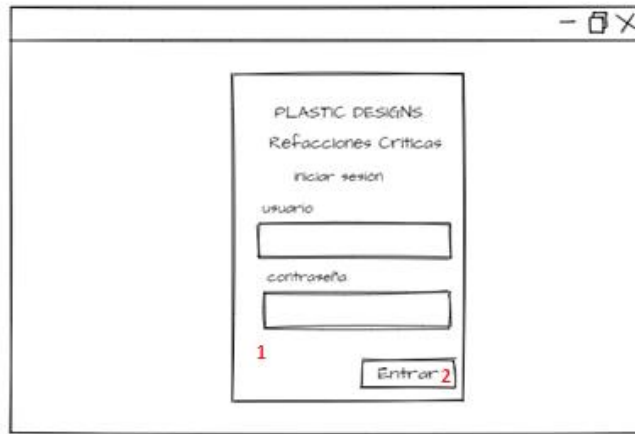 PLASTIC DESIGNS
Refacciones Criticas
iniciar sesión
usuario
contraseña
1
Entrar 2